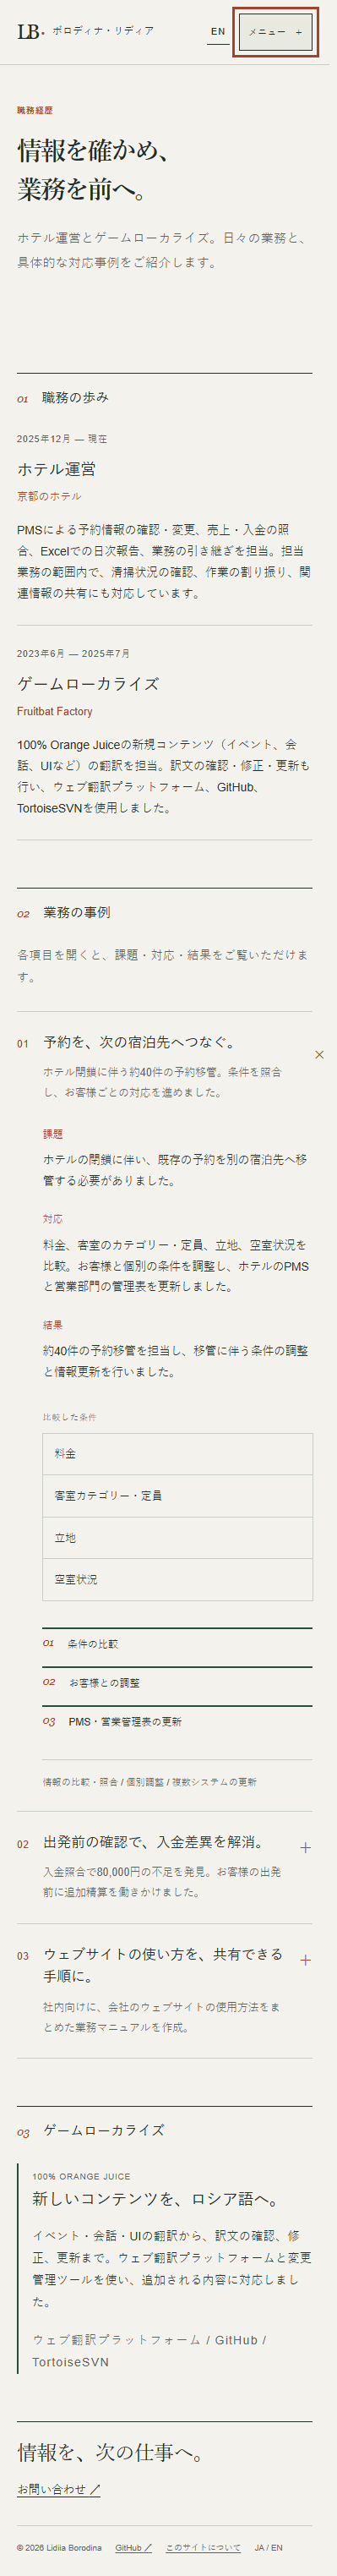 LB. ボロディナ・リディア EN メニュー +
職務経歴
情報を確かめ、
業務を前へ。
ホテル運営とゲームローカライズ。日々の業務と、
具体的な対応事例をご紹介します。
01 職務の歩み
2025年12月 — 現在
ホテル運営
京都のホテル
PMSによる予約情報の確認・変更、売上・入金の照
合、Excelでの日次報告、業務の引き継ぎを担当。担当
業務の範囲内で、清掃状況の確認、作業の割り振り、関
連情報の共有にも対応しています。
2023年6月 — 2025年7月
ゲームローカライズ
Fruitbat Factory
100% Orange Juiceの新規コンテンツ（イベント、会
話、UIなど）の翻訳を担当。訳文の確認・修正・更新も
行い、ウェブ翻訳プラットフォーム、GitHub、
TortoiseSVNを使用しました。
02 業務の事例
各項目を開くと、課題・対応・結果をご覧いただけま
す。
01 予約を、次の宿泊先へつなぐ。 ×
ホテル閉鎖に伴う約40件の予約移管。条件を照合
し、お客様ごとの対応を進めました。
課題
ホテルの閉鎖に伴い、既存の予約を別の宿泊先へ移
管する必要がありました。
対応
料金、客室のカテゴリー・定員、立地、空室状況を
比較。お客様と個別の条件を調整し、ホテルのPMS
と営業部門の管理表を更新しました。
結果
約40件の予約移管を担当し、移管に伴う条件の調整
と情報更新を行いました。
比較した条件
料金
客室カテゴリー・定員
立地
空室状況
01 条件の比較
02 お客様との調整
03 PMS・営業管理表の更新
情報の比較・照合 / 個別調整 / 複数システムの更新
02 出発前の確認で、入金差異を解消。 +
入金照合で80,000円の不足を発見。お客様の出発
前に追加精算を働きかけました。
03 ウェブサイトの使い方を、共有できる +
手順に。
社内向けに、会社のウェブサイトの使用方法をま
とめた業務マニュアルを作成。
03 ゲームローカライズ
100% ORANGE JUICE
新しいコンテンツを、ロシア語へ。
イベント・会話・UIの翻訳から、訳文の確認、修
正、更新まで。ウェブ翻訳プラットフォームと変更
管理ツールを使い、追加される内容に対応しまし
た。
ウェブ翻訳プラットフォーム / GitHub /
TortoiseSVN
情報を、次の仕事へ。
お問い合わせ ↗
© 2026 Lidiia Borodina GitHub ↗ このサイトについて JA / EN